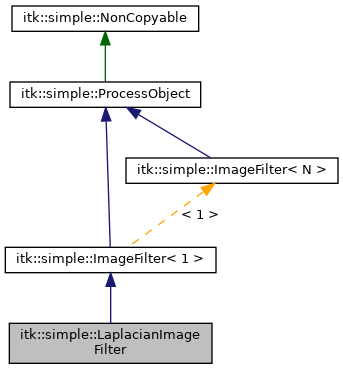 itk::simple::NonCopyable
itk::simple::ProcessObject
itk::simple::ImageFilter< N >
< 1 >
itk::simple::ImageFilter< 1 >
itk::simple::LaplacianImage
Filter